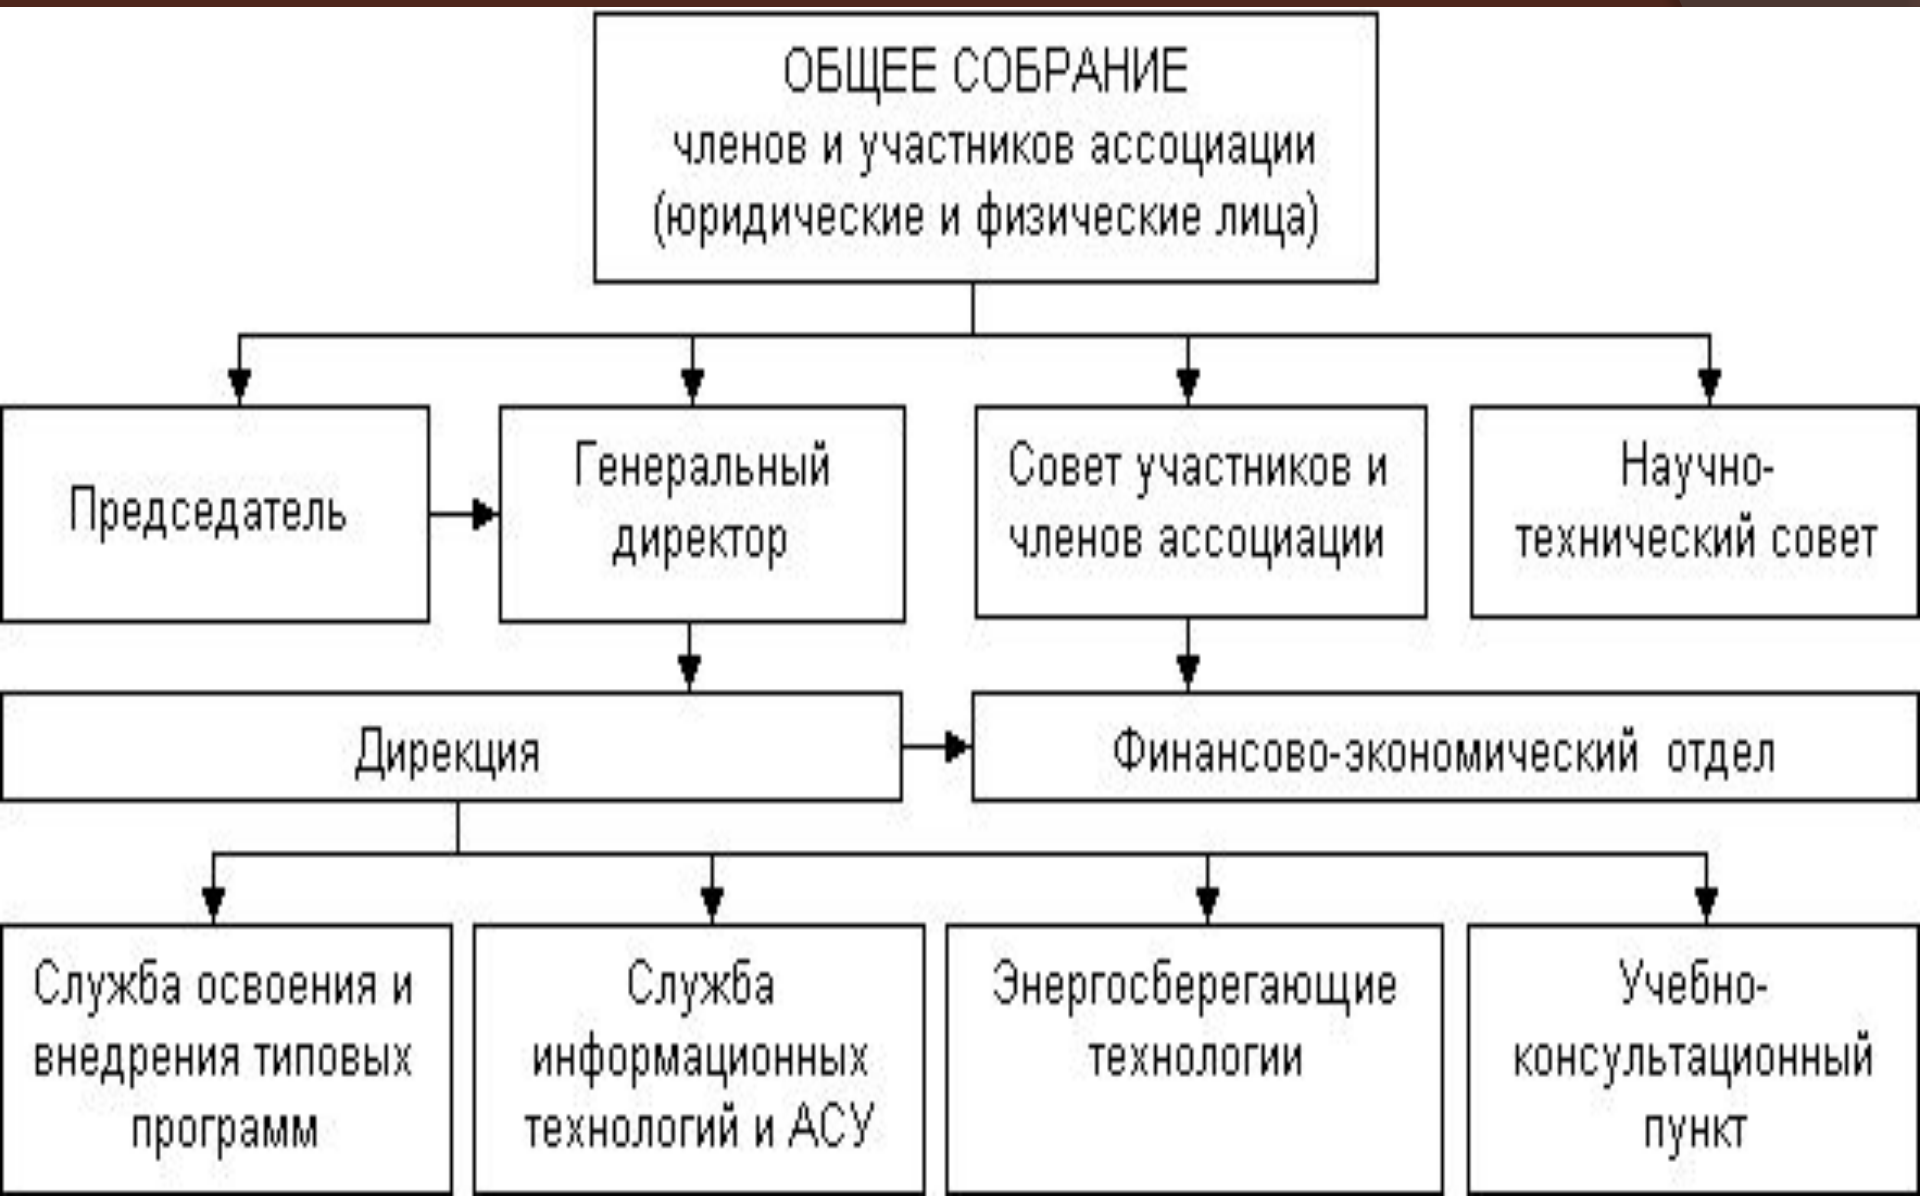 ОБЩЕЕ СОБРАНИЕ
членов и участников ассоциации
(юридические и физические лица)
Председатель
Генеральный
директор
Совет участников и
членов ассоциации
Научно-
технический совет
Дирекция
Финансово-экономический отдел
Служба освоения и
внедрения типовых
программ
Служба
информационных
технологий и АСУ
Энергосберегающие
технологии
Учебно-
консультационный
пункт